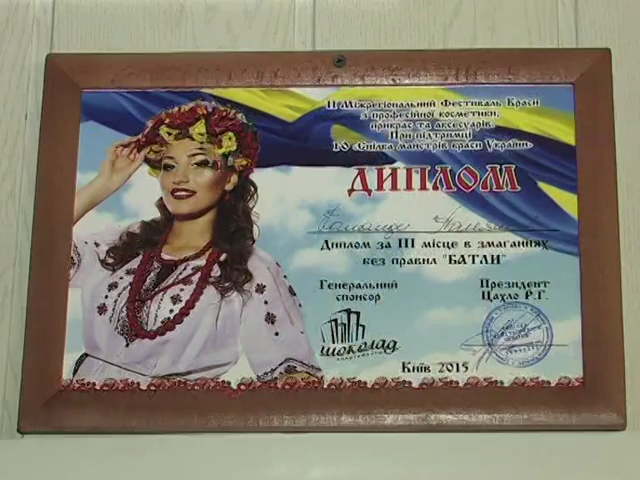 II Міжрегіональний Фестиваль Краси
з професійної косметики,
прикрас та аксесуарів.
При підтримці
ГО «Спілка майстрів краси України»
ДИПЛОМ
Диплом за III місце в змаганнях
без правил "БАТЛИ"
Генеральний
спонсор
Президент
Цахло Р.Г.
шоколад
Київ 2015